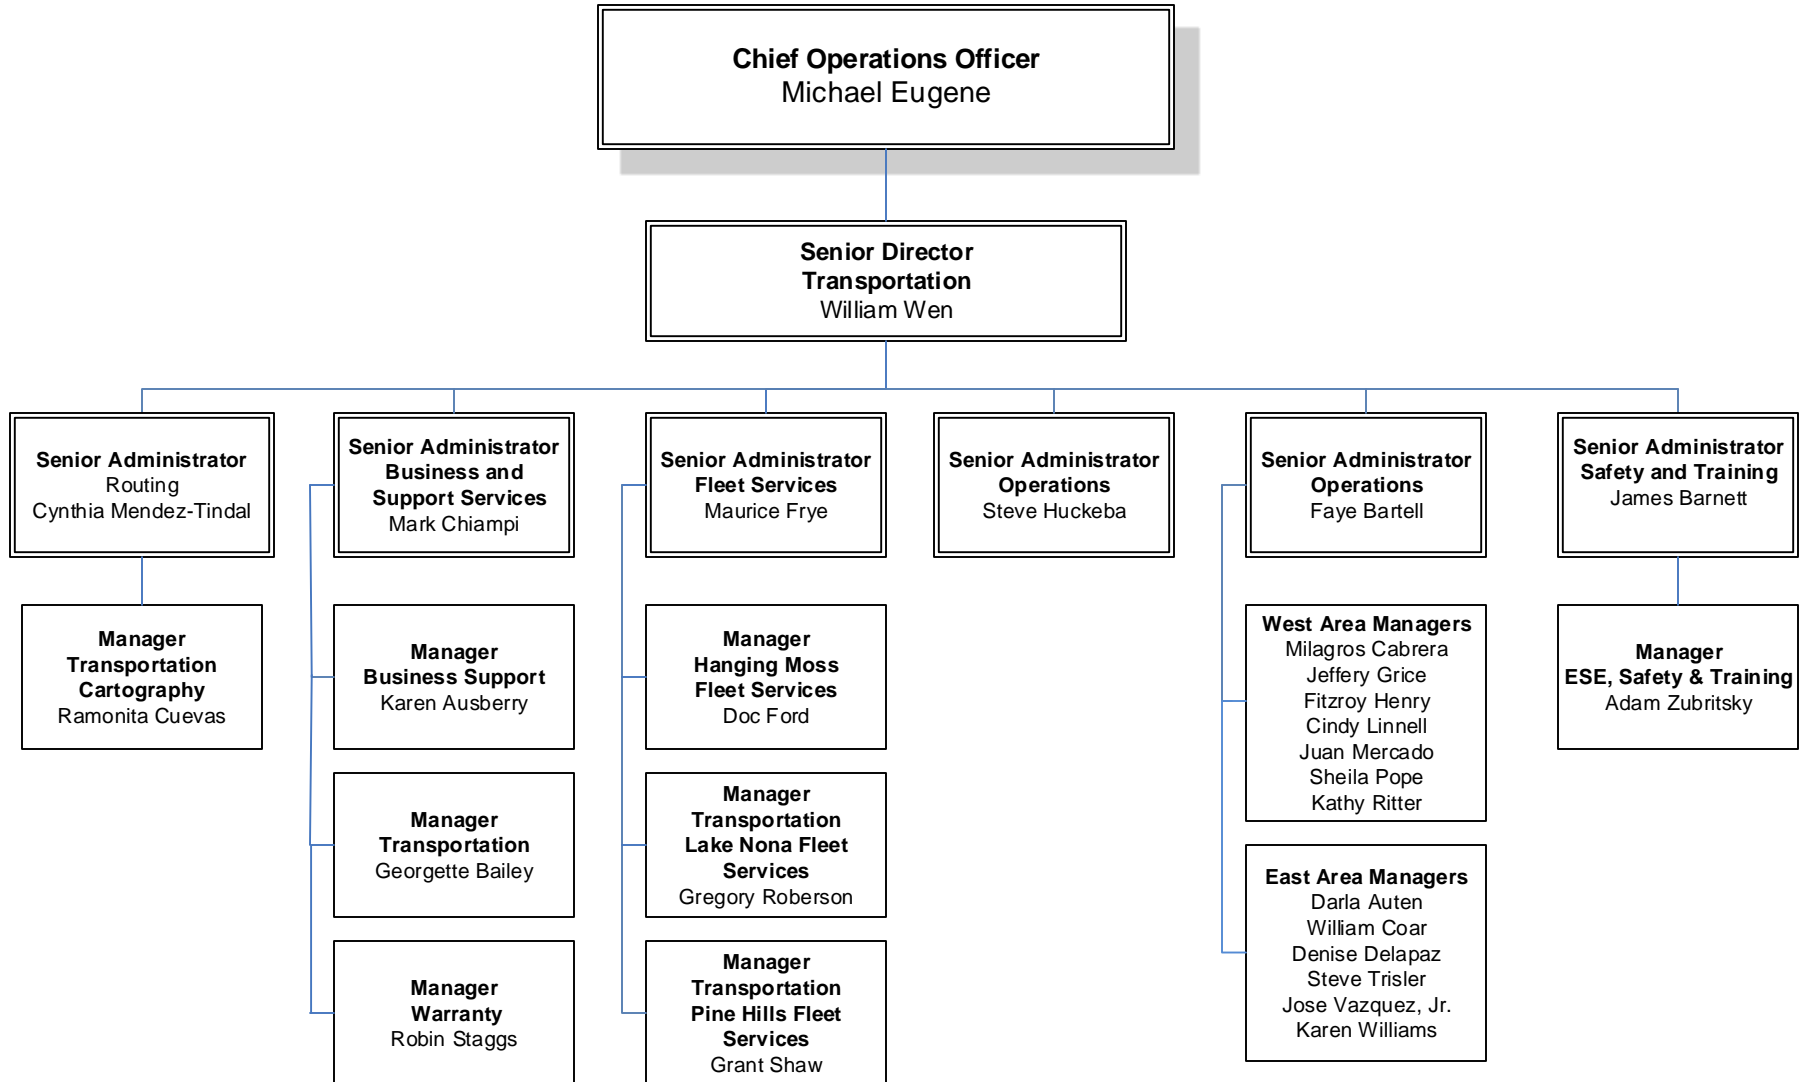 Chief Operations Officer
Michael Eugene
Senior Director
Transportation
William Wen
Senior Administrator
Routing
Cynthia Mendez-Tindal
Senior Administrator
Business and
Support Services
Mark Chiampi
Senior Administrator
Fleet Services
Maurice Frye
Senior Administrator
Operations
Steve Huckeba
Senior Administrator
Operations
Faye Bartell
Senior Administrator
Safety and Training
James Barnett
Manager
Transportation
Cartography
Ramonita Cuevas
Manager
Business Support
Karen Ausberry
Manager
Hanging Moss
Fleet Services
Doc Ford
West Area Managers
Milagros Cabrera
Jeffery Grice
Fitzroy Henry
Cindy Linnell
Juan Mercado
Sheila Pope
Kathy Ritter
Manager
ESE, Safety & Training
Adam Zubritsky
Manager
Transportation
Georgette Bailey
Manager
Transportation
Lake Nona Fleet
Services
Gregory Roberson
East Area Managers
Darla Auten
William Coar
Denise Delapaz
Steve Trisler
Jose Vazquez, Jr.
Karen Williams
Manager
Warranty
Robin Staggs
Manager
Transportation
Pine Hills Fleet
Services
Grant Shaw